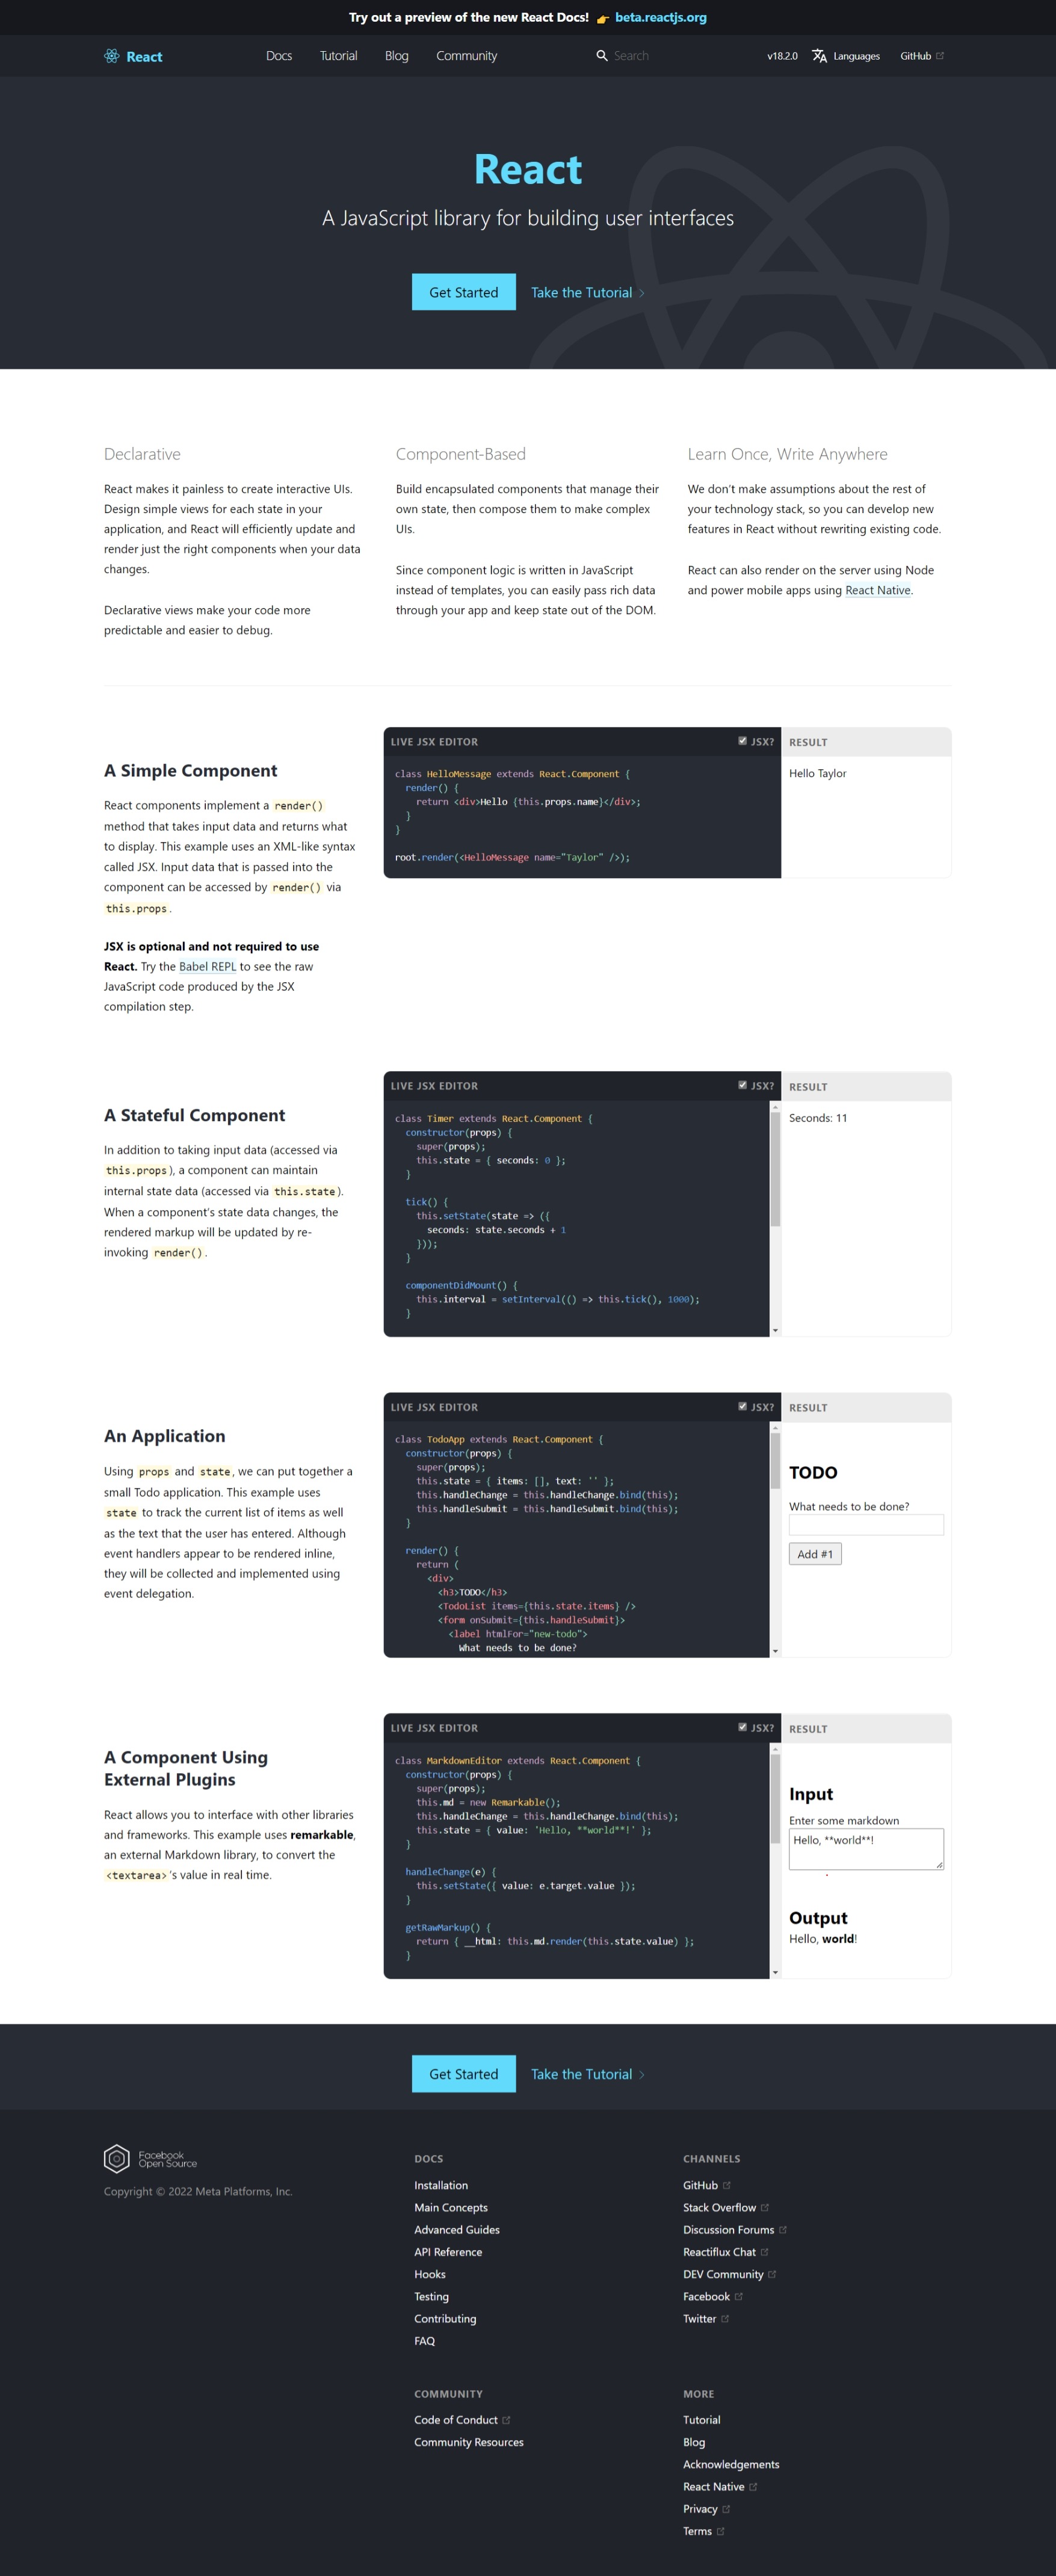 Try out a preview of the new React Docs! 👉 beta.reactjs.org
React Docs Tutorial Blog Community Search v18.2.0 Languages GitHub
React
A JavaScript library for building user interfaces
Get Started Take the Tutorial
Declarative
React makes it painless to create interactive UIs.
Design simple views for each state in your
application, and React will efficiently update and
render just the right components when your data
changes.
Declarative views make your code more
predictable and easier to debug.
Component-Based
Build encapsulated components that manage their
own state, then compose them to make complex
UIs.
Since component logic is written in JavaScript
instead of templates, you can easily pass rich data
through your app and keep state out of the DOM.
Learn Once, Write Anywhere
We don't make assumptions about the rest of
your technology stack, so you can develop new
features in React without rewriting existing code.
React can also render on the server using Node
and power mobile apps using React Native.
A Simple Component
React components implement a render()
method that takes input data and returns what
to display. This example uses an XML-like syntax
called JSX. Input data that is passed into the
component can be accessed by render() via
this.props.
JSX is optional and not required to use
React. Try the Babel REPL to see the raw
JavaScript code produced by the JSX
compilation step.
LIVE JSX EDITOR JSX?
class HelloMessage extends React.Component {
render() {
return <div>Hello {this.props.name}</div>;
}
}
root.render(<HelloMessage name="Taylor" />);
RESULT
Hello Taylor
A Stateful Component
In addition to taking input data (accessed via
this.props), a component can maintain
internal state data (accessed via this.state).
When a component's state data changes, the
rendered markup will be updated by re-
invoking render().
LIVE JSX EDITOR JSX?
class Timer extends React.Component {
constructor(props) {
super(props);
this.state = { seconds: 0 };
}
tick() {
this.setState(state => ({
seconds: state.seconds + 1
}));
}
componentDidMount() {
this.interval = setInterval(() => this.tick(), 1000);
}
RESULT
Seconds: 11
An Application
Using props and state, we can put together a
small Todo application. This example uses
state to track the current list of items as well
as the text that the user has entered. Although
event handlers appear to be rendered inline,
they will be collected and implemented using
event delegation.
LIVE JSX EDITOR JSX?
class TodoApp extends React.Component {
constructor(props) {
super(props);
this.state = { items: [], text: '' };
this.handleChange = this.handleChange.bind(this);
this.handleSubmit = this.handleSubmit.bind(this);
}
render() {
return (
<div>
<h3>TODO</h3>
<TodoList items={this.state.items} />
<form onSubmit={this.handleSubmit}>
<label htmlFor="new-todo">
What needs to be done?
RESULT
TODO
What needs to be done?
Add #1
A Component Using
External Plugins
React allows you to interface with other libraries
and frameworks. This example uses remarkable,
an external Markdown library, to convert the
<textarea>'s value in real time.
LIVE JSX EDITOR JSX?
class MarkdownEditor extends React.Component {
constructor(props) {
super(props);
this.md = new Remarkable();
this.handleChange = this.handleChange.bind(this);
this.state = { value: 'Hello, **world**!' };
}
handleChange(e) {
this.setState({ value: e.target.value });
}
getRawMarkup() {
return { __html: this.md.render(this.state.value) };
}
RESULT
Input
Enter some markdown
Hello, **world**!
Output
Hello, world!
Get Started Take the Tutorial
Facebook
Open Source
Copyright © 2022 Meta Platforms, Inc.
DOCS
Installation
Main Concepts
Advanced Guides
API Reference
Hooks
Testing
Contributing
FAQ
CHANNELS
GitHub
Stack Overflow
Discussion Forums
Reactiflux Chat
DEV Community
Facebook
Twitter
COMMUNITY
Code of Conduct
Community Resources
MORE
Tutorial
Blog
Acknowledgements
React Native
Privacy
Terms